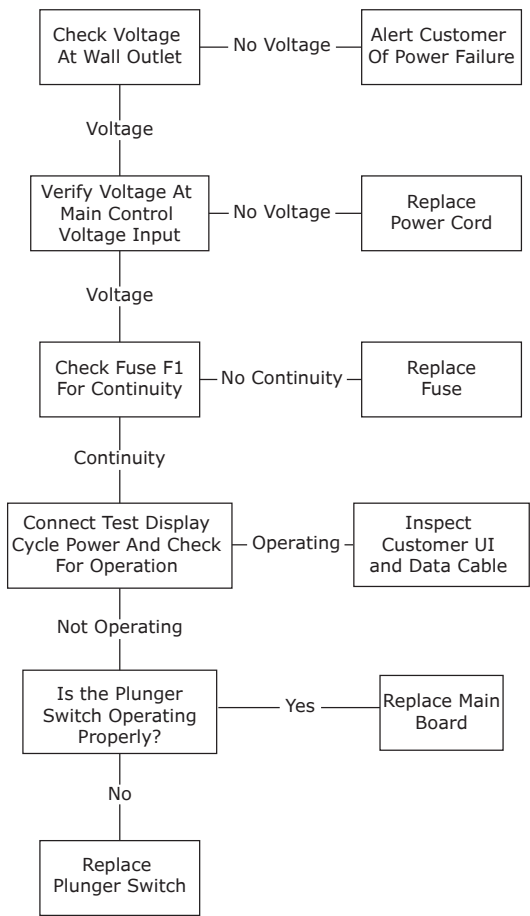 Check Voltage
At Wall Outlet
No Voltage
Alert Customer
Of Power Failure
Voltage
Verify Voltage At
Main Control
Voltage Input
No Voltage
Replace
Power Cord
Voltage
Check Fuse F1
For Continuity
No Continuity
Replace
Fuse
Continuity
Connect Test Display
Cycle Power And Check
For Operation
Operating
Inspect
Customer UI
and Data Cable
Not Operating
Is the Plunger
Switch Operating
Properly?
Yes
Replace Main
Board
No
Replace
Plunger Switch